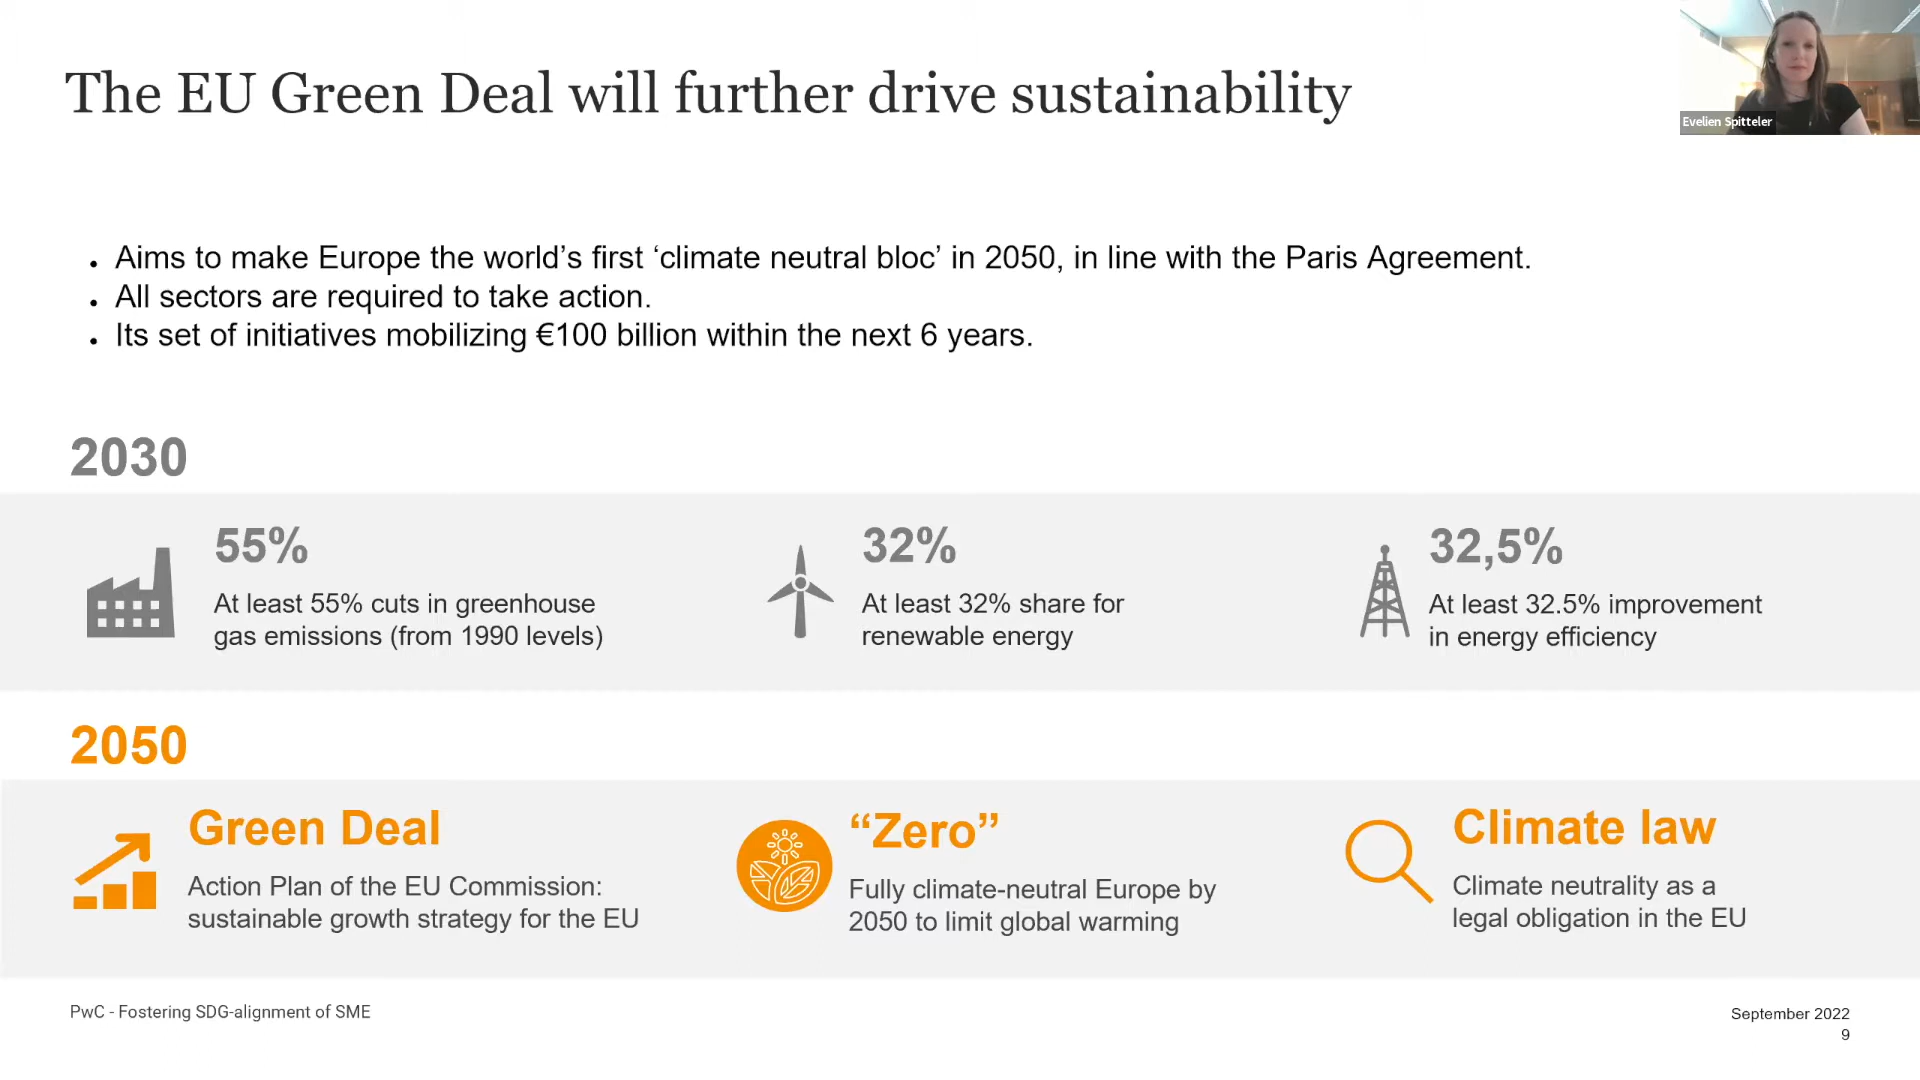 The EU Green Deal will further drive sustainability
Evelien Spitteler
• Aims to make Europe the world’s first ‘climate neutral bloc’ in 2050, in line with the Paris Agreement.
• All sectors are required to take action.
• Its set of initiatives mobilizing €100 billion within the next 6 years.
2030
55%
At least 55% cuts in greenhouse
gas emissions (from 1990 levels)
32%
At least 32% share for
renewable energy
32,5%
At least 32.5% improvement
in energy efficiency
2050
Green Deal
Action Plan of the EU Commission:
sustainable growth strategy for the EU
“Zero”
Fully climate-neutral Europe by
2050 to limit global warming
Climate law
Climate neutrality as a
legal obligation in the EU
PwC - Fostering SDG-alignment of SME
September 2022
9